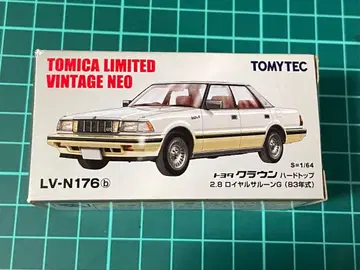 TOMICA LIMITED
VINTAGE NEO
TOMYTEC
S=1/64
LV-N176ⓑ
トヨタ クラウン ハードトップ
2.8 ロイヤルサルーンG (83年式)